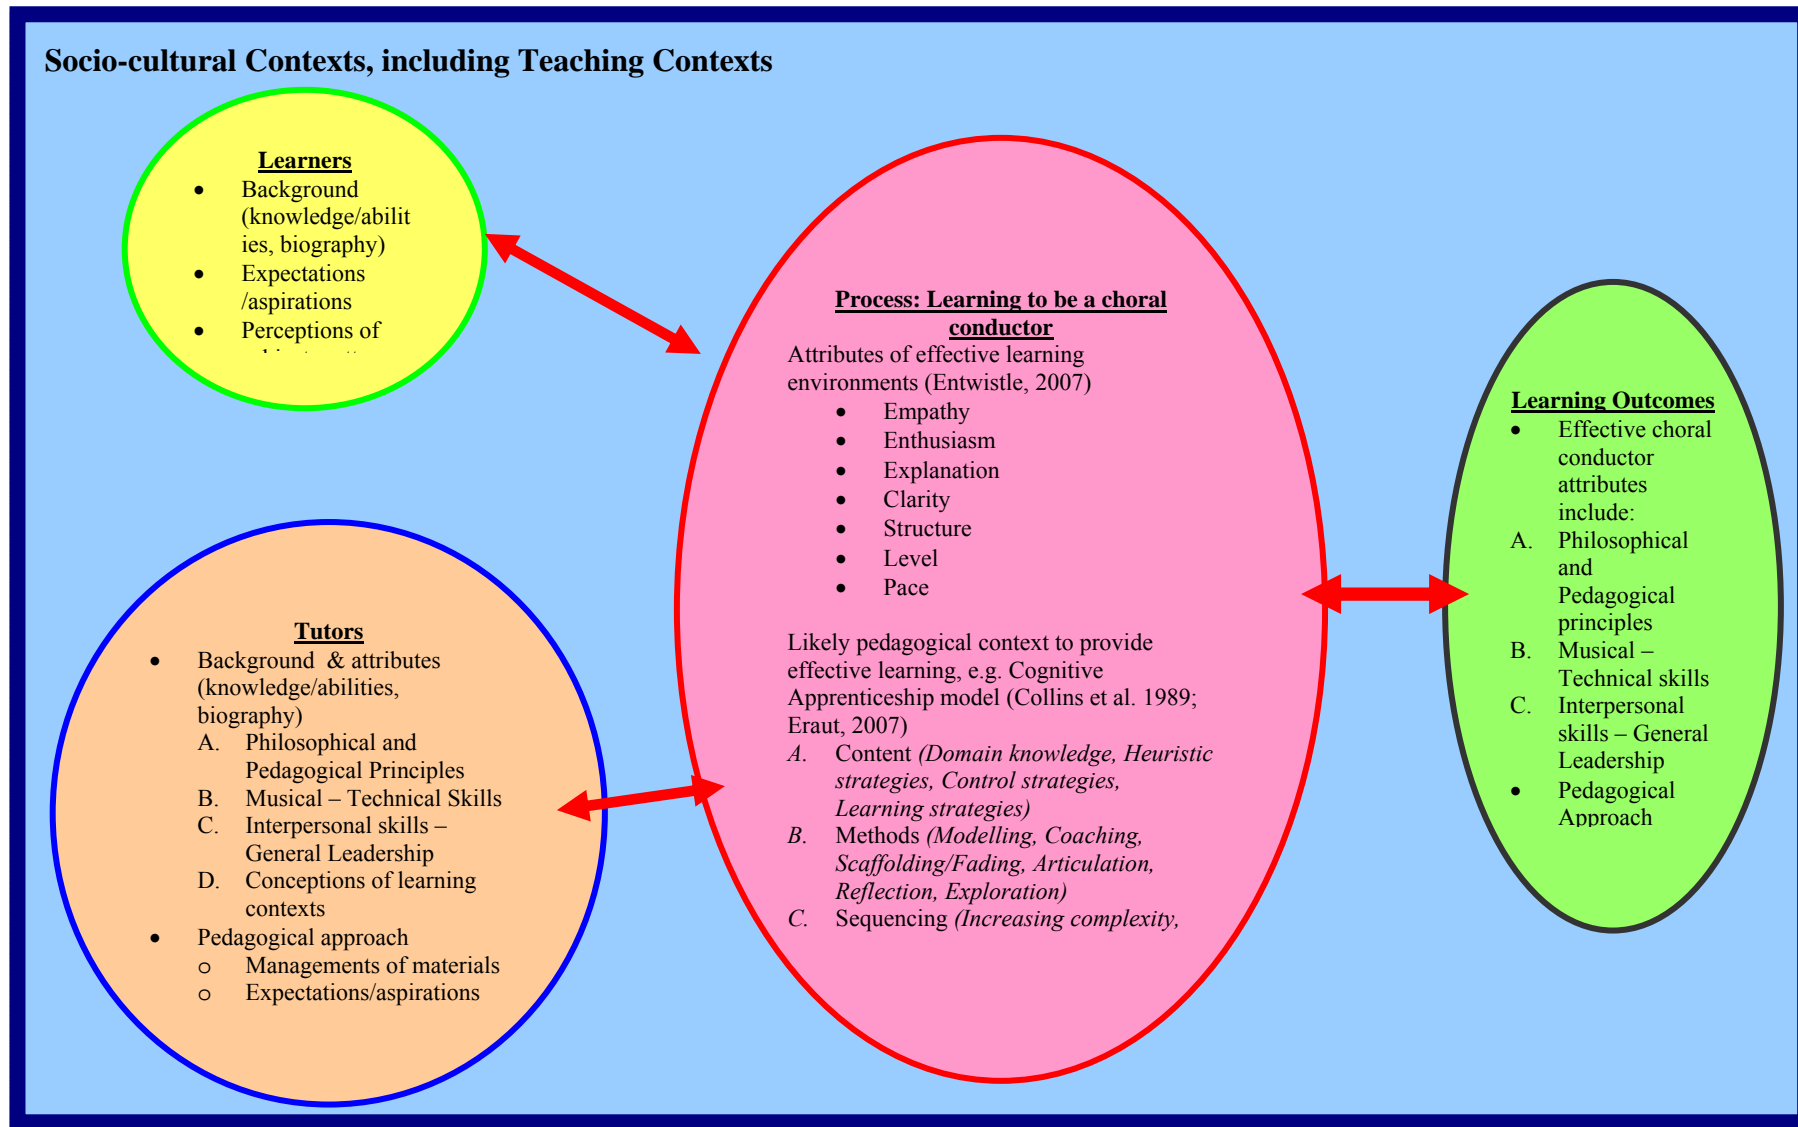 Socio-cultural Contexts, including Teaching Contexts
Learners
• Background
(knowledge/abilit
ies, biography)
• Expectations
/aspirations
• Perceptions of
Process: Learning to be a choral
conductor
Attributes of effective learning
environments (Entwistle, 2007)
• Empathy
• Enthusiasm
• Explanation
• Clarity
• Structure
• Level
• Pace
Likely pedagogical context to provide
effective learning, e.g. Cognitive
Apprenticeship model (Collins et al. 1989;
Eraut, 2007)
A. Content (Domain knowledge, Heuristic
strategies, Control strategies,
Learning strategies)
B. Methods (Modelling, Coaching,
Scaffolding/Fading, Articulation,
Reflection, Exploration)
C. Sequencing (Increasing complexity,
Tutors
• Background & attributes
(knowledge/abilities,
biography)
A. Philosophical and
Pedagogical Principles
B. Musical – Technical Skills
C. Interpersonal skills –
General Leadership
D. Conceptions of learning
contexts
• Pedagogical approach
o Managements of materials
o Expectations/aspirations
Learning Outcomes
• Effective choral
conductor
attributes
include:
A. Philosophical
and
Pedagogical
principles
B. Musical –
Technical skills
C. Interpersonal
skills – General
Leadership
• Pedagogical
Approach